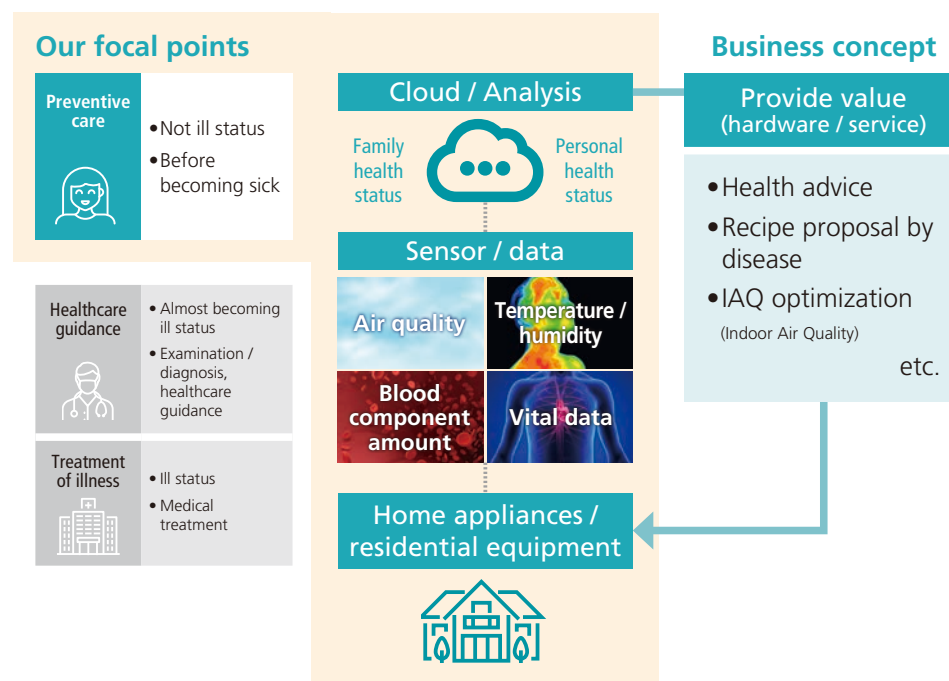 Our focal points
Preventive
care
•Not ill status
•Before
becoming sick
Healthcare
guidance
• Almost becoming
ill status
• Examination /
diagnosis,
healthcare
guidance
Treatment
of illness
• Ill status
• Medical
treatment
Cloud / Analysis
Family
health
status
Personal
health
status
Sensor / data
Air quality
Temperature /
humidity
Blood
component
amount
Vital data
Home appliances /
residential equipment
Business concept
Provide value
(hardware / service)
•Health advice
•Recipe proposal by
disease
•IAQ optimization
(Indoor Air Quality)
etc.